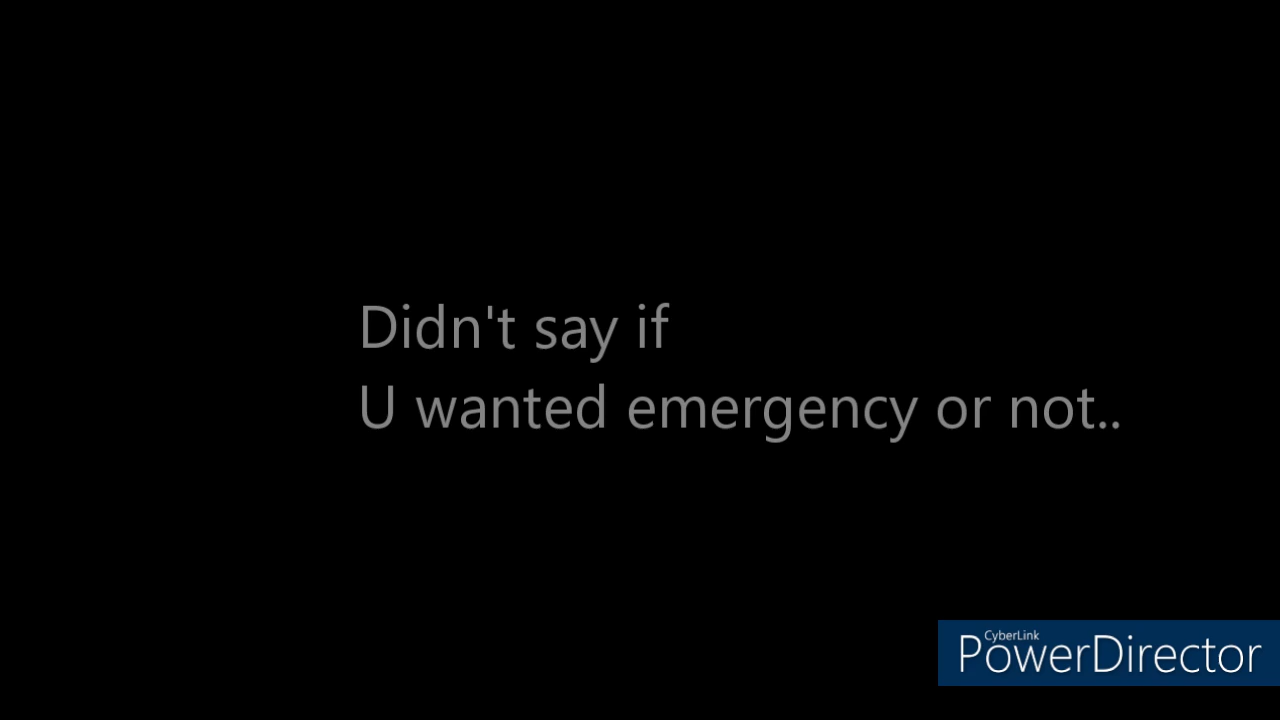 Didn't say if
U wanted emergency or not..
CyberLink
PowerDirector